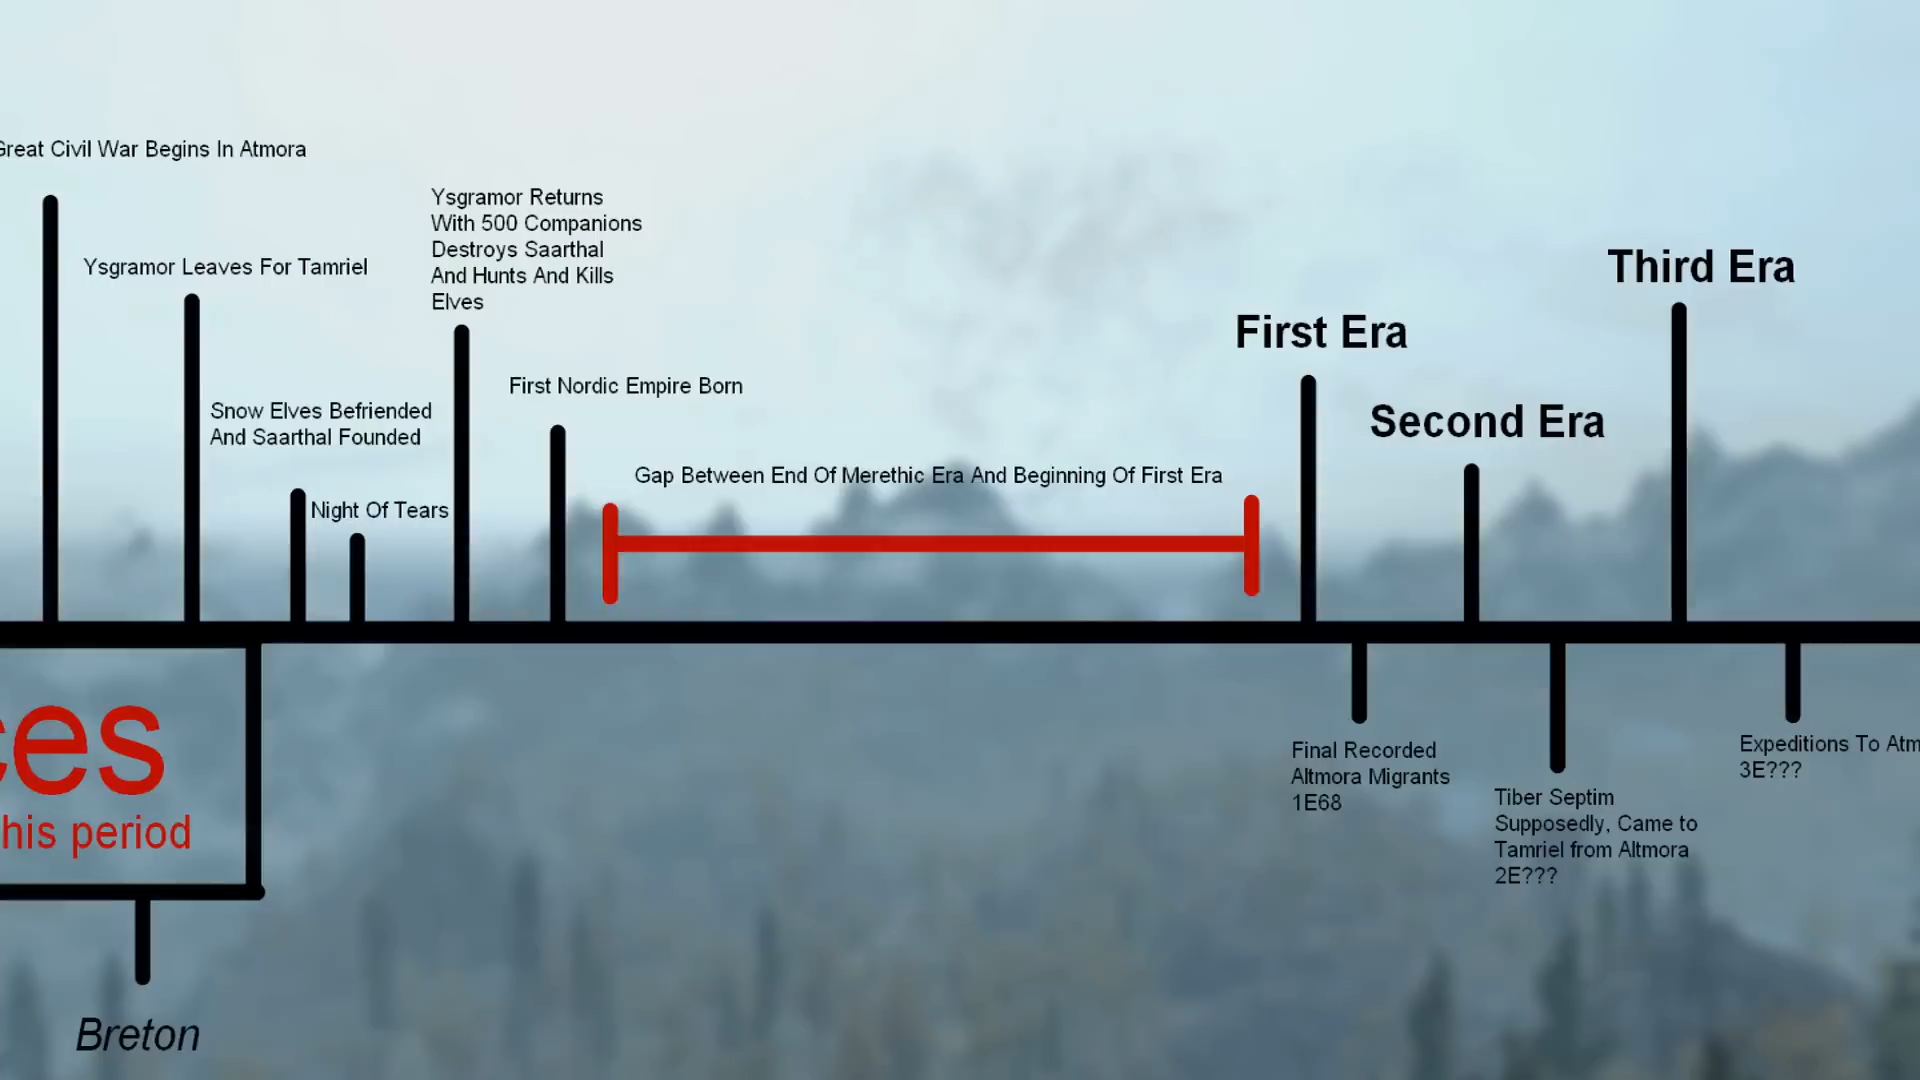 Great Civil War Begins In Atmora
Ysgramor Leaves For Tamriel
Snow Elves Befriended
And Saarthal Founded
Night Of Tears
Ysgramor Returns
With 500 Companions
Destroys Saarthal
And Hunts And Kills
Elves
First Nordic Empire Born
Gap Between End Of Merethic Era And Beginning Of First Era
First Era
Second Era
Third Era
ces
his period
Breton
Final Recorded
Altmora Migrants
1E68
Tiber Septim
Supposedly, Came to
Tamriel from Altmora
2E???
Expeditions To Atm
3E???